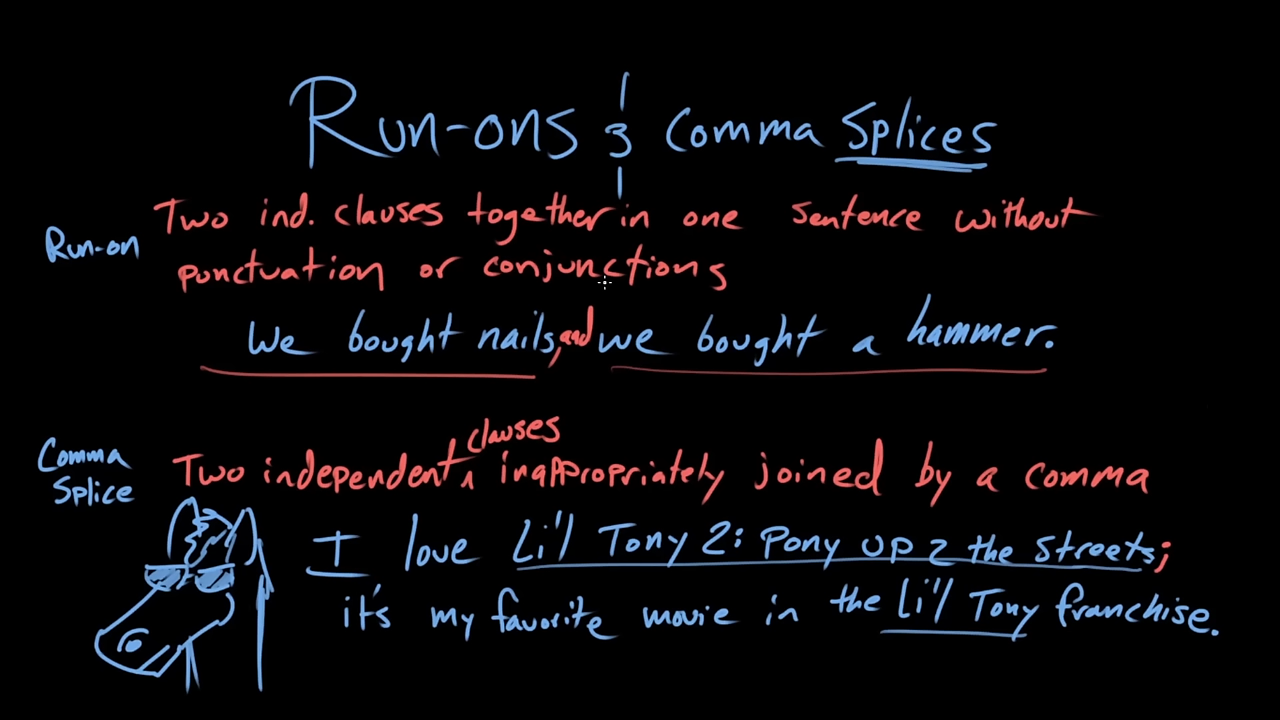 Run-ons & Comma Splices
Run-on
Two ind. clauses together in one sentence without
punctuation or conjunctions
We bought nails, and we bought a hammer.
Comma
Splice
clauses
Two independent ‸ inappropriately joined by a comma
I love Li'l Tony 2: Pony Up 2 the Streets;
it's my favorite movie in the Li'l Tony franchise.